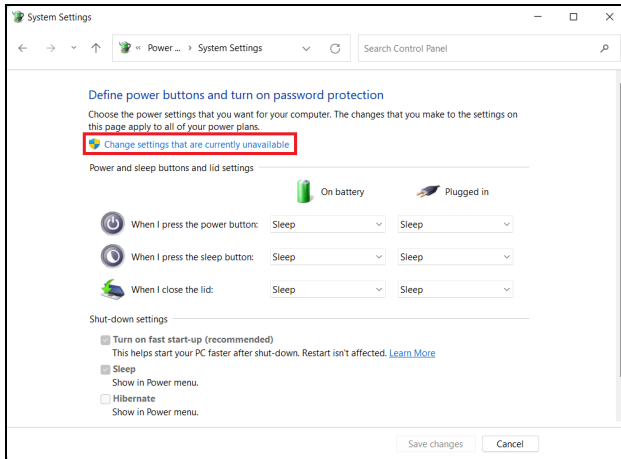 System Settings
« Power ... › System Settings
Search Control Panel
Define power buttons and turn on password protection
Choose the power settings that you want for your computer. The changes that you make to the settings on
this page apply to all of your power plans.
Change settings that are currently unavailable
Power and sleep buttons and lid settings
On battery Plugged in
When I press the power button: Sleep Sleep
When I press the sleep button: Sleep Sleep
When I close the lid: Sleep Sleep
Shut-down settings
Turn on fast start-up (recommended)
This helps start your PC faster after shut-down. Restart isn't affected. Learn More
Sleep
Show in Power menu.
Hibernate
Show in Power menu.
Save changes Cancel